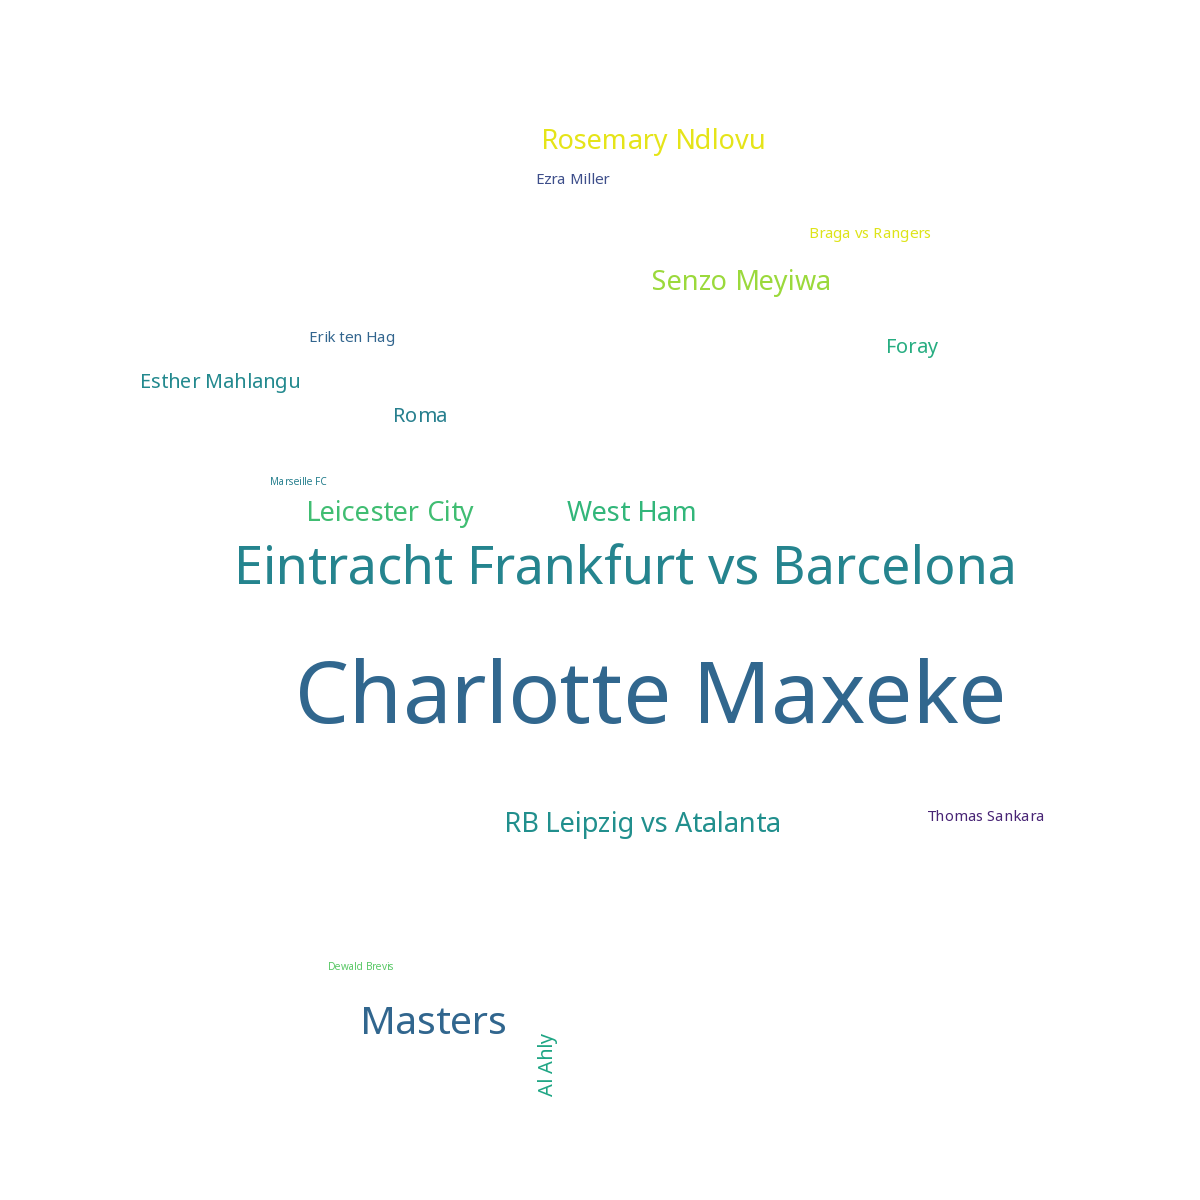 Rosemary Ndlovu
Ezra Miller
Braga vs Rangers
Senzo Meyiwa
Erik ten Hag
Foray
Esther Mahlangu
Roma
Marseille FC
Leicester City
West Ham
Eintracht Frankfurt vs Barcelona
Charlotte Maxeke
RB Leipzig vs Atalanta
Thomas Sankara
Dewald Brevis
Masters
Al Ahly